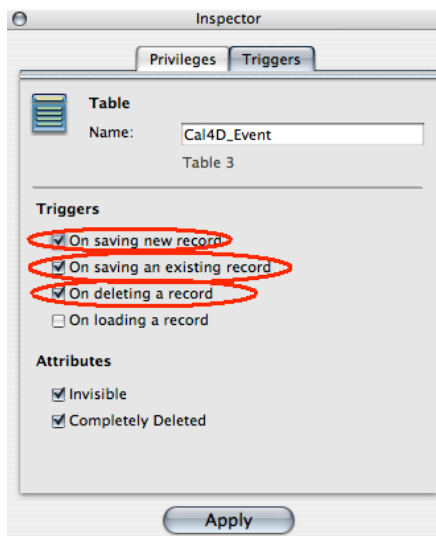 Inspector
Privileges Triggers
Table
Name: Cal4D_Event
Table 3
Triggers
On saving new record
On saving an existing record
On deleting a record
On loading a record
Attributes
Invisible
Completely Deleted
Apply